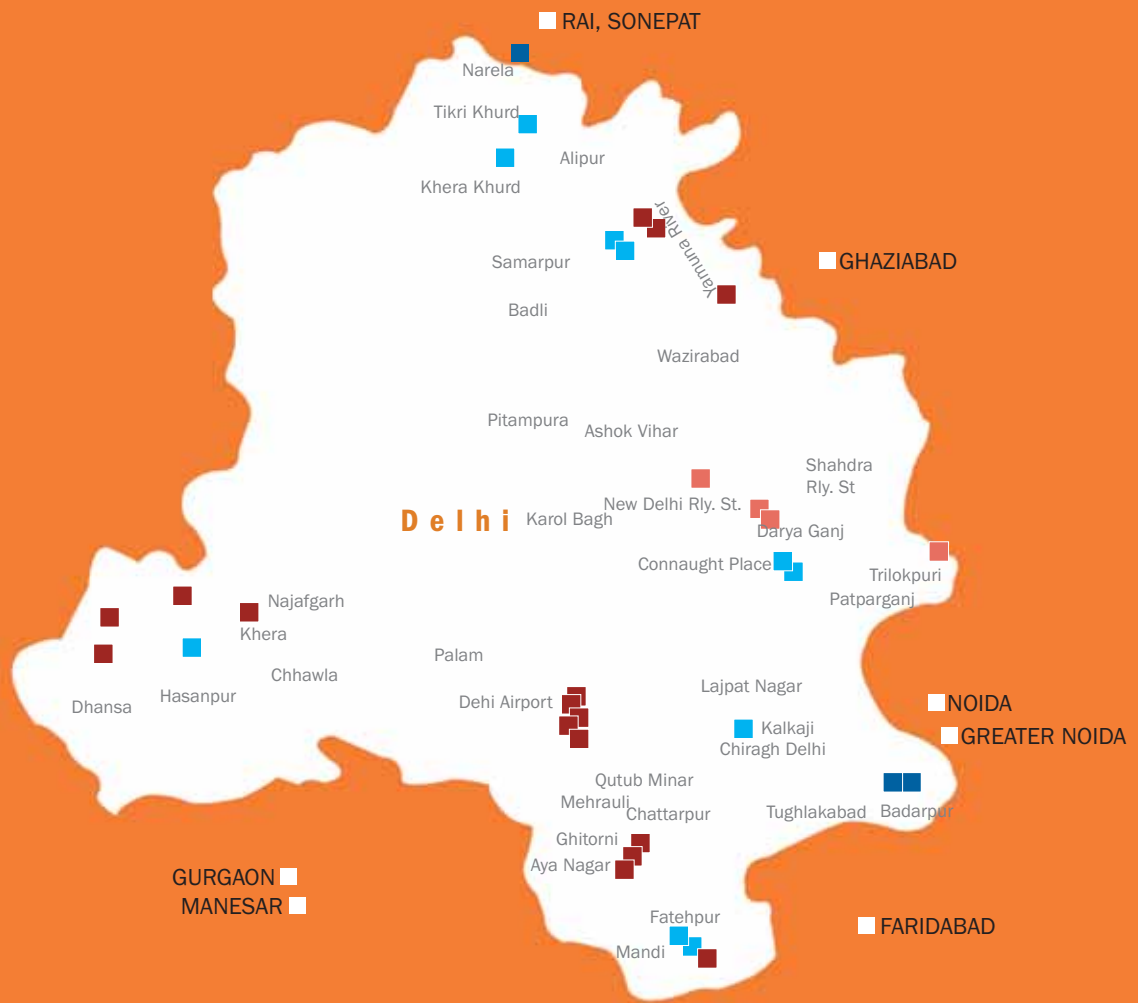 RAI, SONEPAT
Narela
Tikri Khurd
Alipur
Khera Khurd
Yamuna River
Samarpur
GHAZIABAD
Badli
Wazirabad
Pitampura
Ashok Vihar
Shahdra
Rly. St
New Delhi Rly. St.
Delhi
Karol Bagh
Darya Ganj
Connaught Place
Trilokpuri
Patparganj
Najafgarh
Khera
Palam
Chhawla
Lajpat Nagar
Hasanpur
Dehi Airport
Dhansa
NOIDA
Kalkaji
GREATER NOIDA
Chiragh Delhi
Qutub Minar
Mehrauli
Chattarpur
Tughlakabad
Badarpur
Ghitorni
Aya Nagar
GURGAON
MANESAR
Fatehpur
FARIDABAD
Mandi